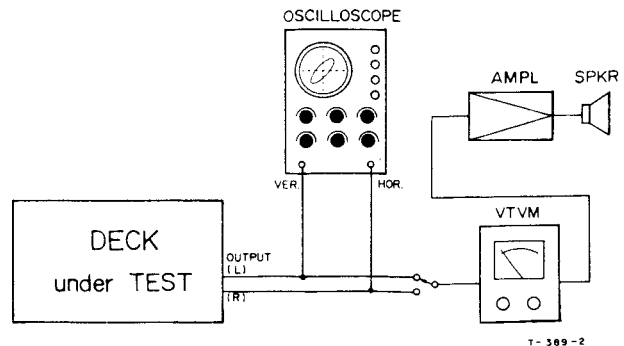 OSCILLOSCOPE
AMPL
SPKR
VER.
HOR.
VTVM
DECK
under TEST
OUTPUT
(L)
(R)
T-389-2